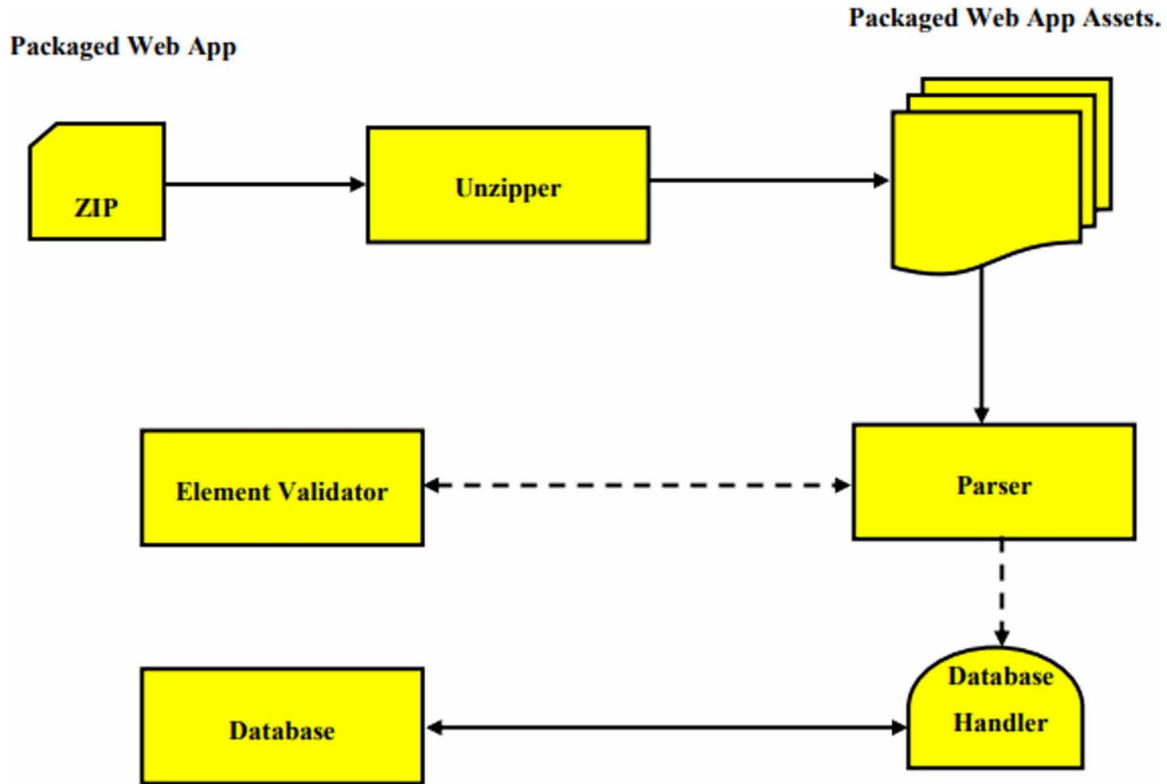 Packaged Web App Assets.
Packaged Web App
ZIP
Unzipper
Element Validator
Parser
Database
Handler
Database